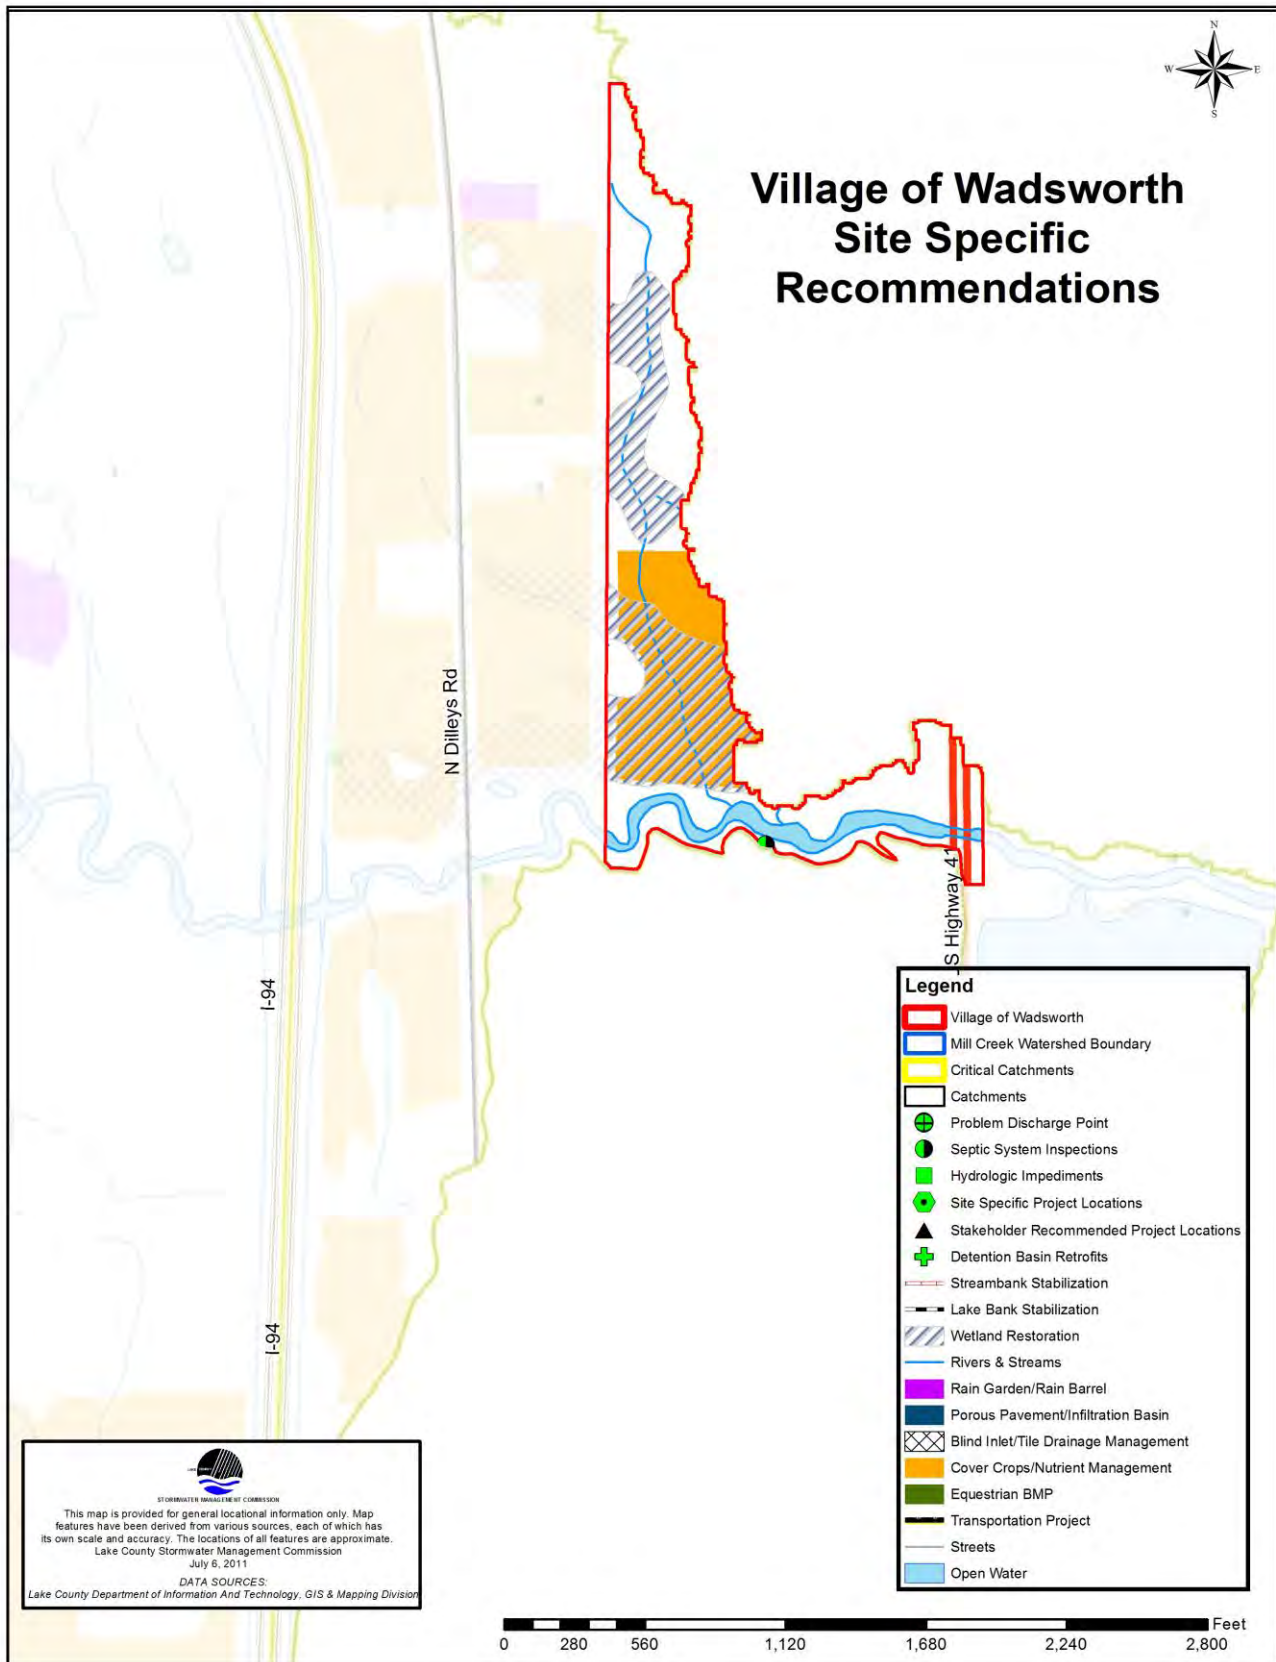 N
W E
S
Village of Wadsworth
Site Specific
Recommendations
N Dilleys Rd
S Highway 41
I-94
I-94
Legend
Village of Wadsworth
Mill Creek Watershed Boundary
Critical Catchments
Catchments
Problem Discharge Point
Septic System Inspections
Hydrologic Impediments
Site Specific Project Locations
Stakeholder Recommended Project Locations
Detention Basin Retrofits
Streambank Stabilization
Lake Bank Stabilization
Wetland Restoration
Rivers & Streams
Rain Garden/Rain Barrel
Porous Pavement/Infiltration Basin
Blind Inlet/Tile Drainage Management
Cover Crops/Nutrient Management
Equestrian BMP
Transportation Project
Streets
Open Water
STORMWATER MANAGEMENT COMMISSION
This map is provided for general locational information only. Map
features have been derived from various sources, each of which has
its own scale and accuracy. The locations of all features are approximate.
Lake County Stormwater Management Commission
July 6, 2011
DATA SOURCES:
Lake County Department of Information And Technology, GIS & Mapping Division
Feet
0 280 560 1,120 1,680 2,240 2,800